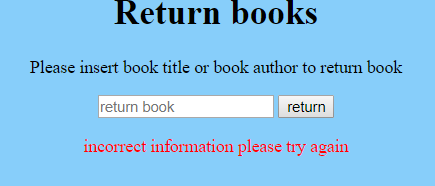 Return books
Please insert book title or book author to return book
return book return
incorrect information please try again